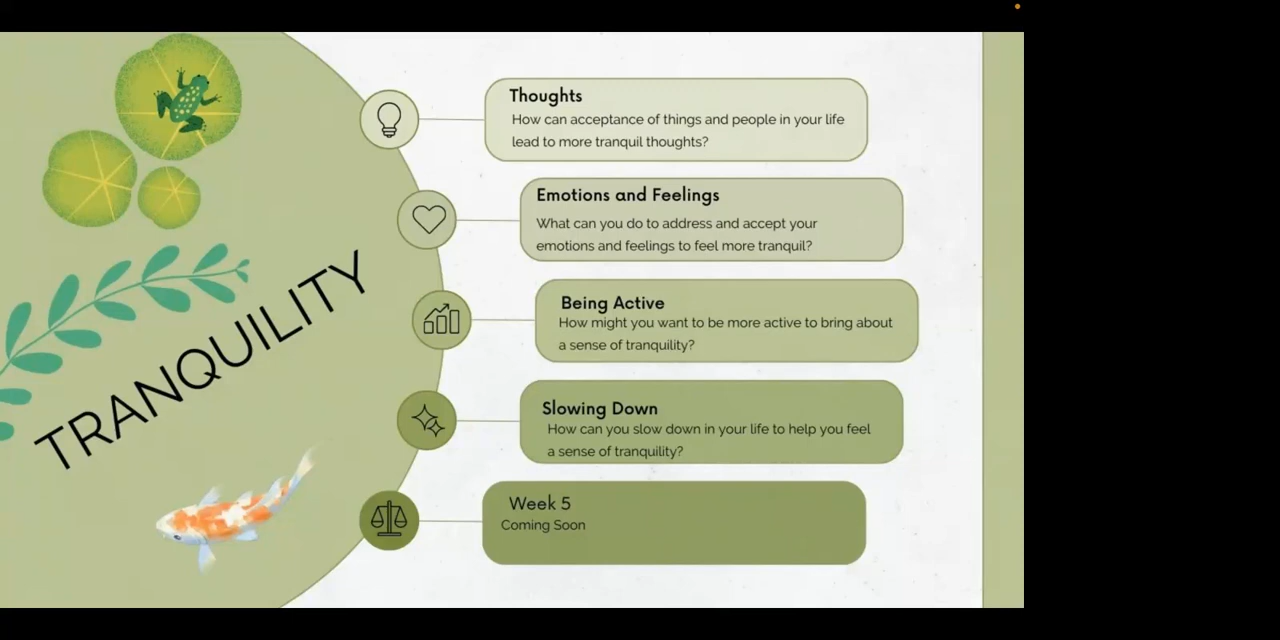 TRANQUILITY
Thoughts
How can acceptance of things and people in your life
lead to more tranquil thoughts?
Emotions and Feelings
What can you do to address and accept your
emotions and feelings to feel more tranquil?
Being Active
How might you want to be more active to bring about
a sense of tranquility?
Slowing Down
How can you slow down in your life to help you feel
a sense of tranquility?
Week 5
Coming Soon